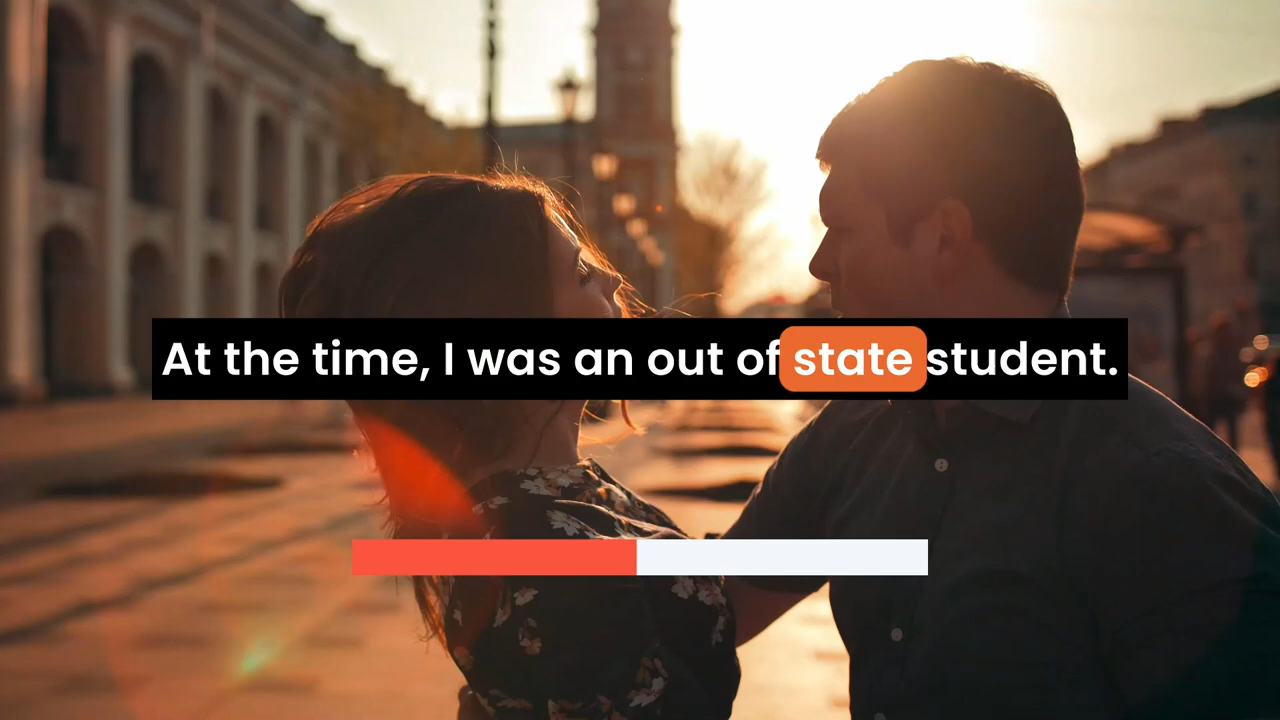 At the time, I was an out of state student.